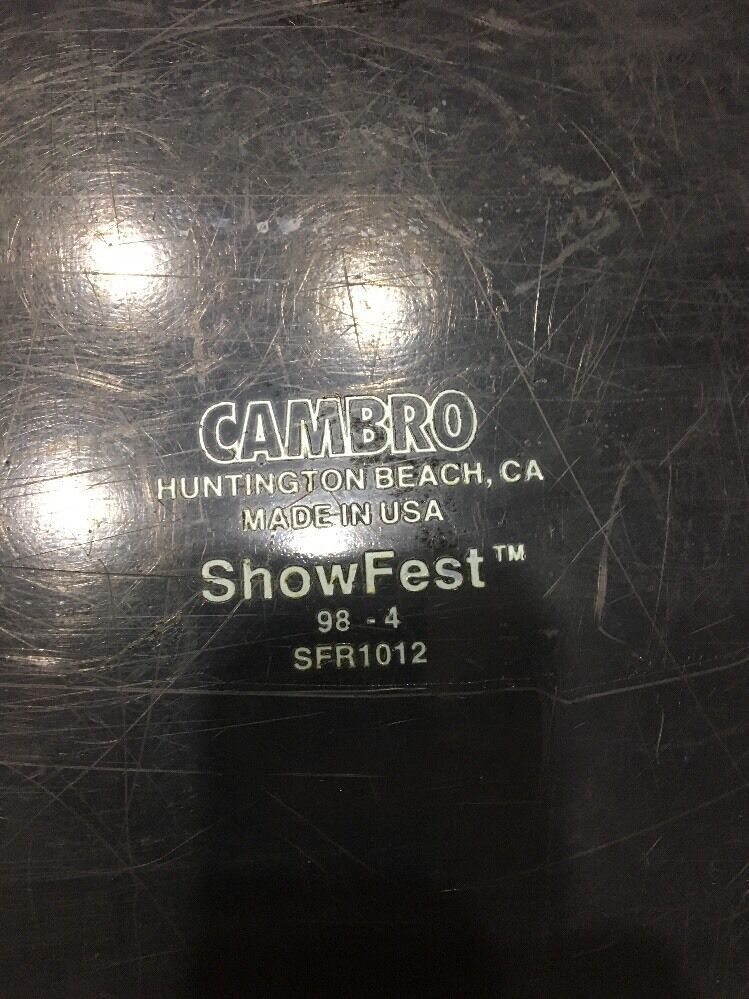 CAMBRO
HUNTINGTON BEACH, CA
MADE IN USA
ShowFest™
98 - 4
SFR1012